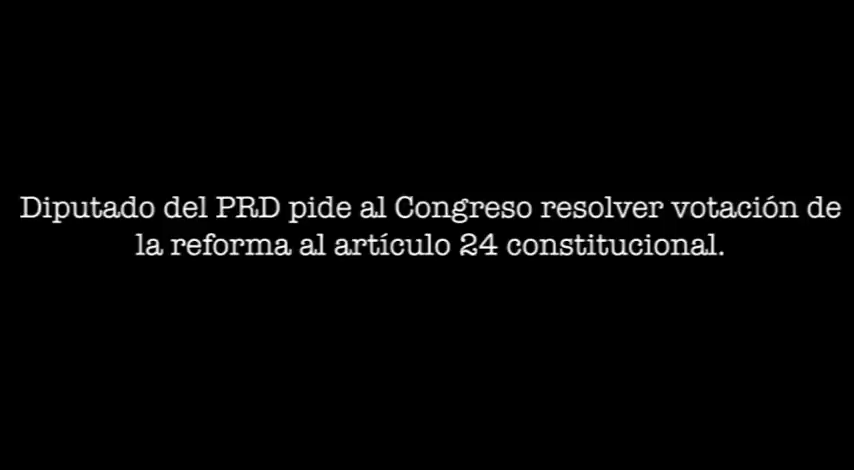 Diputado del PRD pide al Congreso resolver votación de
la reforma al artículo 24 constitucional.